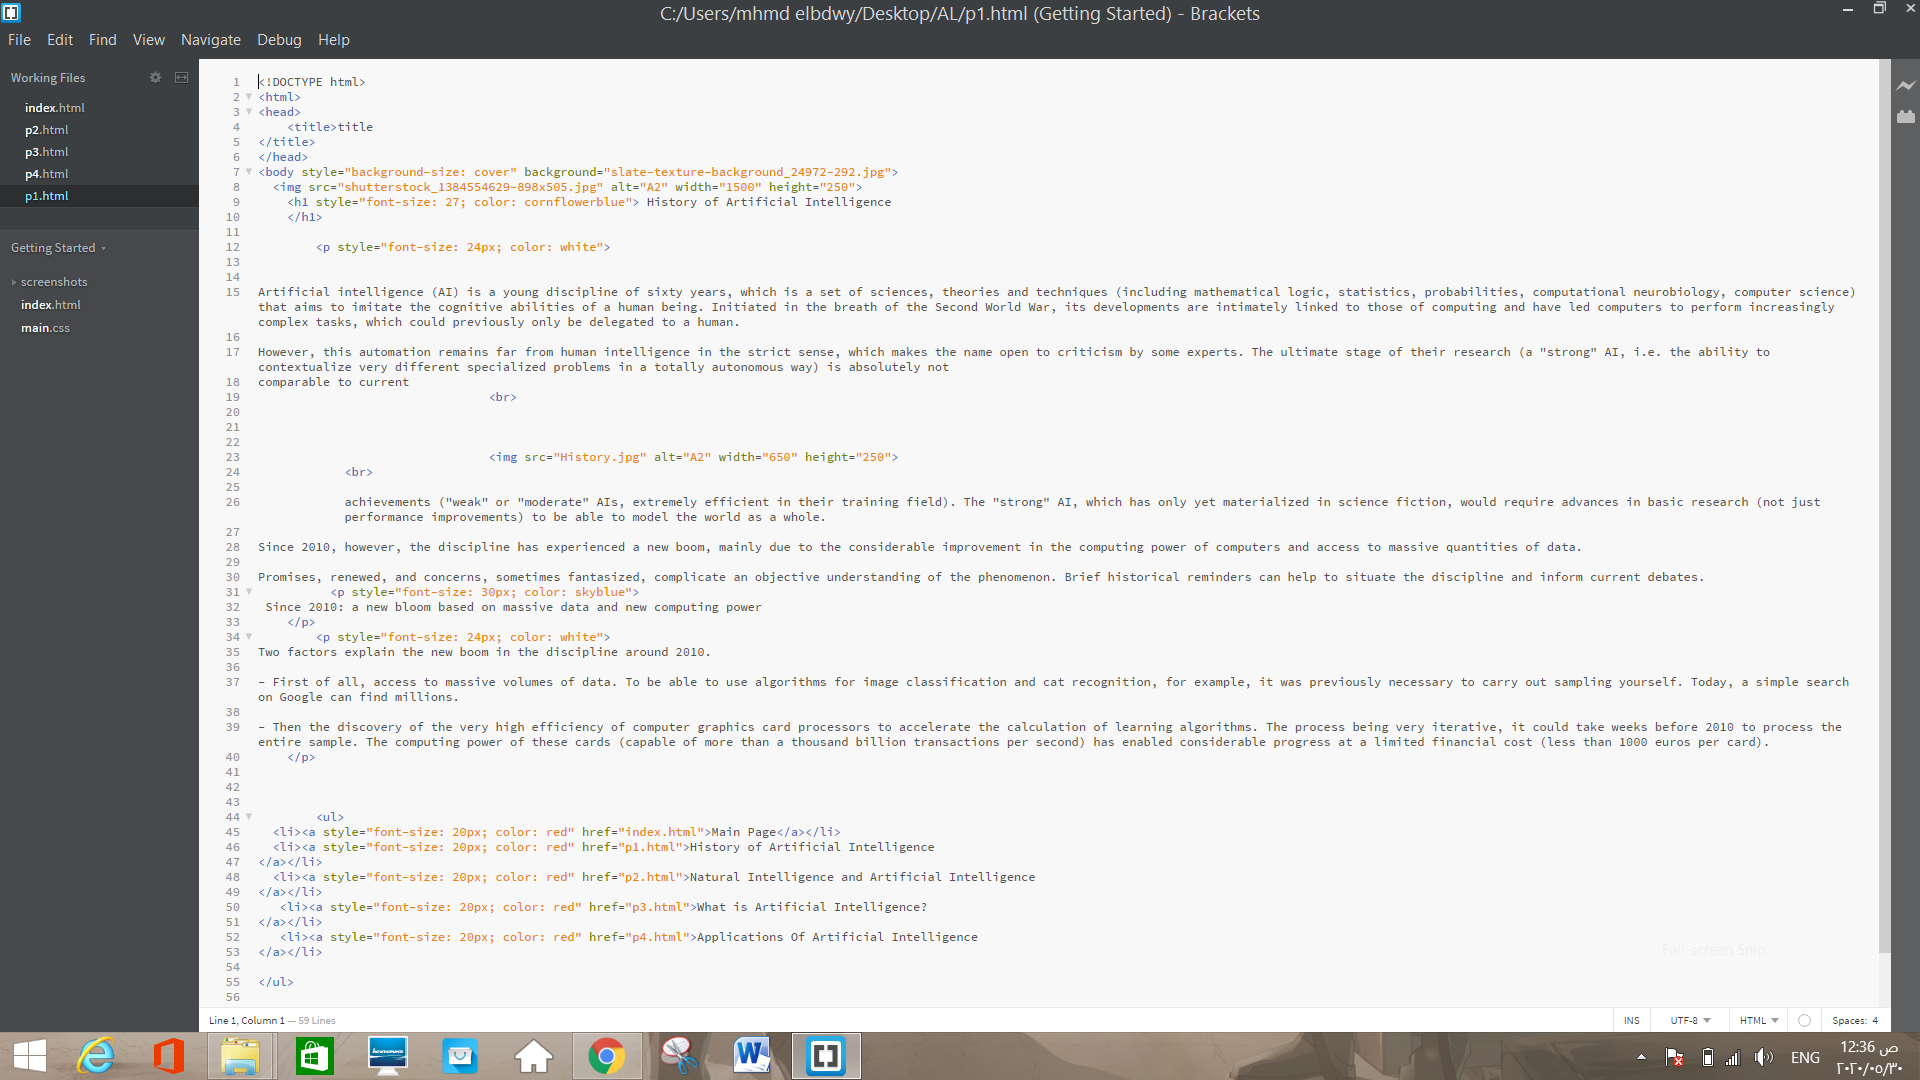 C:/Users/mhmd elbdwy/Desktop/AL/p1.html (Getting Started) - Brackets
File Edit Find View Navigate Debug Help
Working Files
index.html
p2.html
p3.html
p4.html
p1.html
Getting Started
screenshots
index.html
main.css
1 <!DOCTYPE html>
2 <html>
3 <head>
4 <title>title
5 </title>
6 </head>
7 <body style="background-size: cover" background="slate-texture-background_24972-292.jpg">
8 <img src="shutterstock_1384554629-898x505.jpg" alt="A2" width="1500" height="250">
9 <h1 style="font-size: 27; color: cornflowerblue"> History of Artificial Intelligence
10 </h1>
11
12 <p style="font-size: 24px; color: white">
13
14
15 Artificial intelligence (AI) is a young discipline of sixty years, which is a set of sciences, theories and techniques (including mathematical logic, statistics, probabilities, computational neurobiology, computer science)
that aims to imitate the cognitive abilities of a human being. Initiated in the breath of the Second World War, its developments are intimately linked to those of computing and have led computers to perform increasingly
complex tasks, which could previously only be delegated to a human.
16
17 However, this automation remains far from human intelligence in the strict sense, which makes the name open to criticism by some experts. The ultimate stage of their research (a "strong" AI, i.e. the ability to
contextualize very different specialized problems in a totally autonomous way) is absolutely not
18 comparable to current
19 <br>
20
21
22
23 <img src="History.jpg" alt="A2" width="650" height="250">
24 <br>
25
26 achievements ("weak" or "moderate" AIs, extremely efficient in their training field). The "strong" AI, which has only yet materialized in science fiction, would require advances in basic research (not just
performance improvements) to be able to model the world as a whole.
27
28 Since 2010, however, the discipline has experienced a new boom, mainly due to the considerable improvement in the computing power of computers and access to massive quantities of data.
29
30 Promises, renewed, and concerns, sometimes fantasized, complicate an objective understanding of the phenomenon. Brief historical reminders can help to situate the discipline and inform current debates.
31 <p style="font-size: 30px; color: skyblue">
32 Since 2010: a new bloom based on massive data and new computing power
33 </p>
34 <p style="font-size: 24px; color: white">
35 Two factors explain the new boom in the discipline around 2010.
36
37 - First of all, access to massive volumes of data. To be able to use algorithms for image classification and cat recognition, for example, it was previously necessary to carry out sampling yourself. Today, a simple search
on Google can find millions.
38
39 - Then the discovery of the very high efficiency of computer graphics card processors to accelerate the calculation of learning algorithms. The process being very iterative, it could take weeks before 2010 to process the
entire sample. The computing power of these cards (capable of more than a thousand billion transactions per second) has enabled considerable progress at a limited financial cost (less than 1000 euros per card).
40 </p>
41
42
43
44 <ul>
45 <li><a style="font-size: 20px; color: red" href="index.html">Main Page</a></li>
46 <li><a style="font-size: 20px; color: red" href="p1.html">History of Artificial Intelligence
47 </a></li>
48 <li><a style="font-size: 20px; color: red" href="p2.html">Natural Intelligence and Artificial Intelligence
49 </a></li>
50 <li><a style="font-size: 20px; color: red" href="p3.html">What is Artificial Intelligence?
51 </a></li>
52 <li><a style="font-size: 20px; color: red" href="p4.html">Applications Of Artificial Intelligence
53 </a></li>
54
55 </ul>
56
Full-screen Snip
Line 1, Column 1 — 59 Lines INS UTF-8 HTML Spaces: 4
lenovo
ENG
12:36 ص
٢٠٢٠/٠٥/٣٠